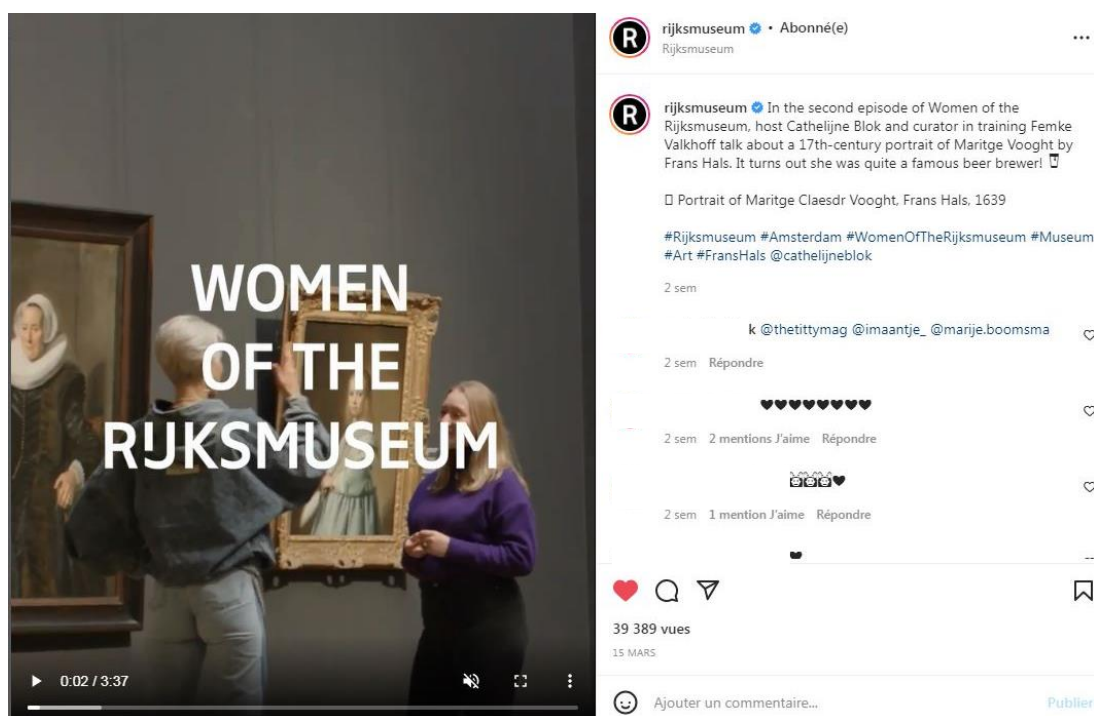 WOMEN
OF THE
RIJKSMUSEUM
0:02 / 3:37
R
rijksmuseum • Abonné(e)
Rijksmuseum
R
rijksmuseum In the second episode of Women of the
Rijksmuseum, host Cathelijne Blok and curator in training Femke
Valkhoff talk about a 17th-century portrait of Maritge Vooght by
Frans Hals. It turns out she was quite a famous beer brewer!
Portrait of Maritge Claesdr Vooght, Frans Hals, 1639
#Rijksmuseum #Amsterdam #WomenOfTheRijksmuseum #Museum
#Art #FransHals @cathelijneblok
2 sem
k @thetittymag @imaantje_ @marije.boomsma
2 sem Répondre
♥♥♥♥♥♥♥♥
2 sem 2 mentions J'aime Répondre
♥
2 sem 1 mention J'aime Répondre
♥
39 389 vues
15 MARS
Ajouter un commentaire... Publier